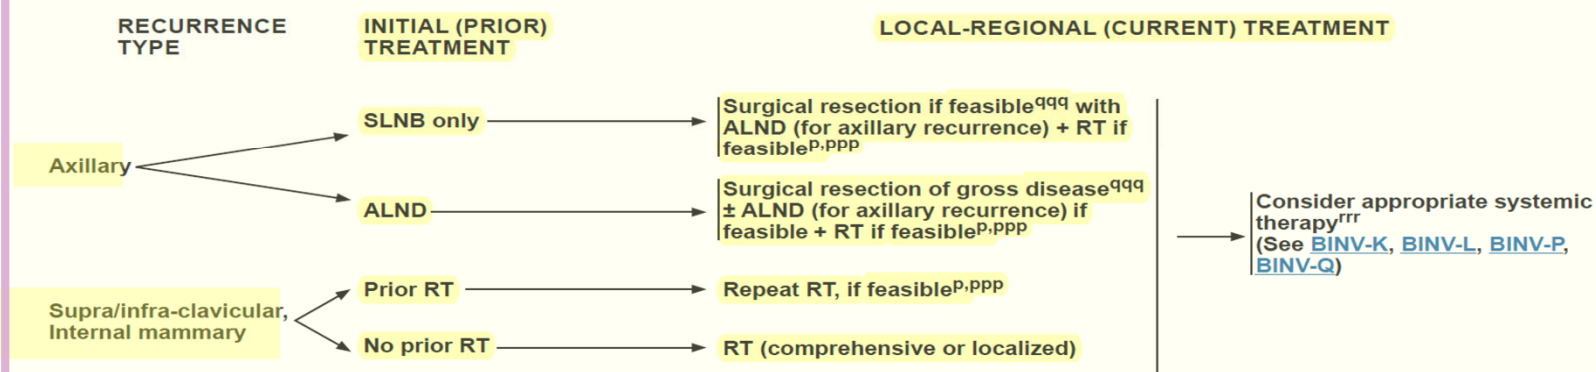 RECURRENCE
TYPE
INITIAL (PRIOR)
TREATMENT
LOCAL-REGIONAL (CURRENT) TREATMENT
Axillary
SLNB only
Surgical resection if feasibleqqq with
ALND (for axillary recurrence) + RT if
feasiblep,ppp
ALND
Surgical resection of gross diseaseqqq
± ALND (for axillary recurrence) if
feasible + RT if feasiblep,ppp
Supra/infra-clavicular,
Internal mammary
Prior RT
Repeat RT, if feasiblep,ppp
No prior RT
RT (comprehensive or localized)
Consider appropriate systemic
therapyrrr
(See BINV-K, BINV-L, BINV-P,
BINV-Q)